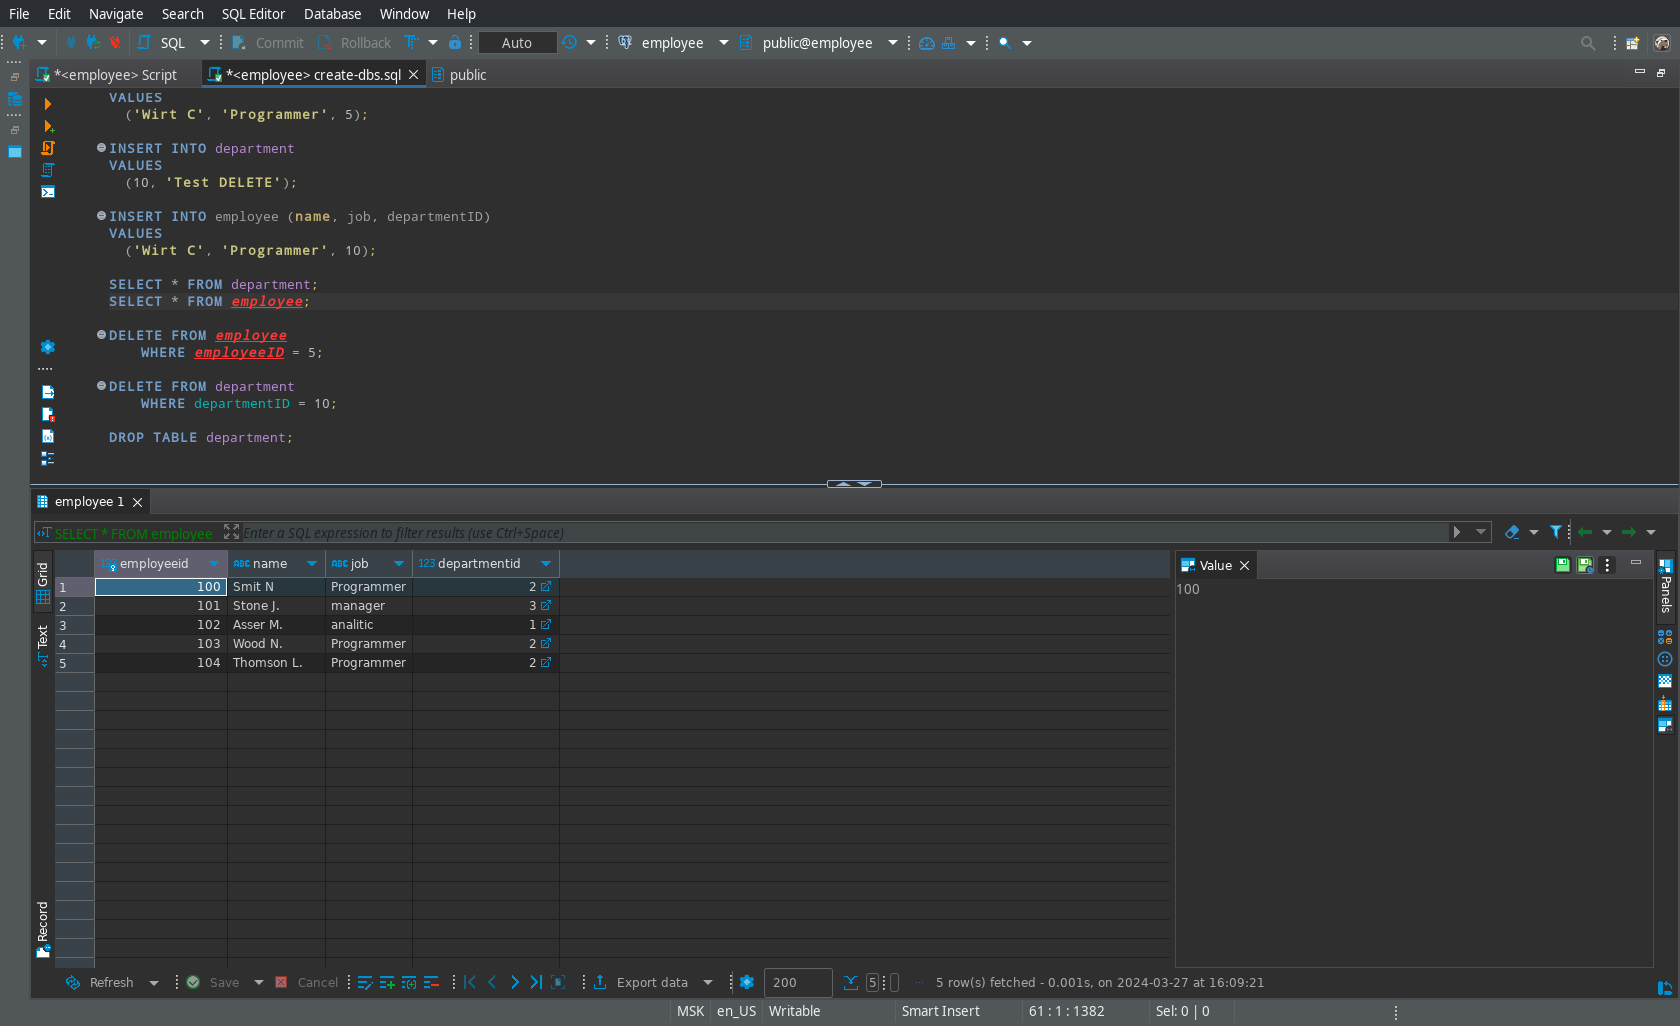 File Edit Navigate Search SQL Editor Database Window Help
SQL Commit Rollback Auto employee public@employee
*<employee> Script *<employee> create-dbs.sql public
VALUES
('Wirt C', 'Programmer', 5);
INSERT INTO department
VALUES
(10, 'Test DELETE');
INSERT INTO employee (name, job, departmentID)
VALUES
('Wirt C', 'Programmer', 10);
SELECT * FROM department;
SELECT * FROM employee;
DELETE FROM employee
WHERE employeeID = 5;
DELETE FROM department
WHERE departmentID = 10;
DROP TABLE department;
employee 1
SELECT * FROM employee Enter a SQL expression to filter results (use Ctrl+Space)
Grid
Text
Record
123 employeeid ABC name ABC job 123 departmentid
1 100 Smit N Programmer 2
2 101 Stone J. manager 3
3 102 Asser M. analitic 1
4 103 Wood N. Programmer 2
5 104 Thomson L. Programmer 2
Value
100
Panels
Refresh Save Cancel Export data 200 5 5 row(s) fetched - 0.001s, on 2024-03-27 at 16:09:21
MSK en_US Writable Smart Insert 61 : 1 : 1382 Sel: 0 | 0